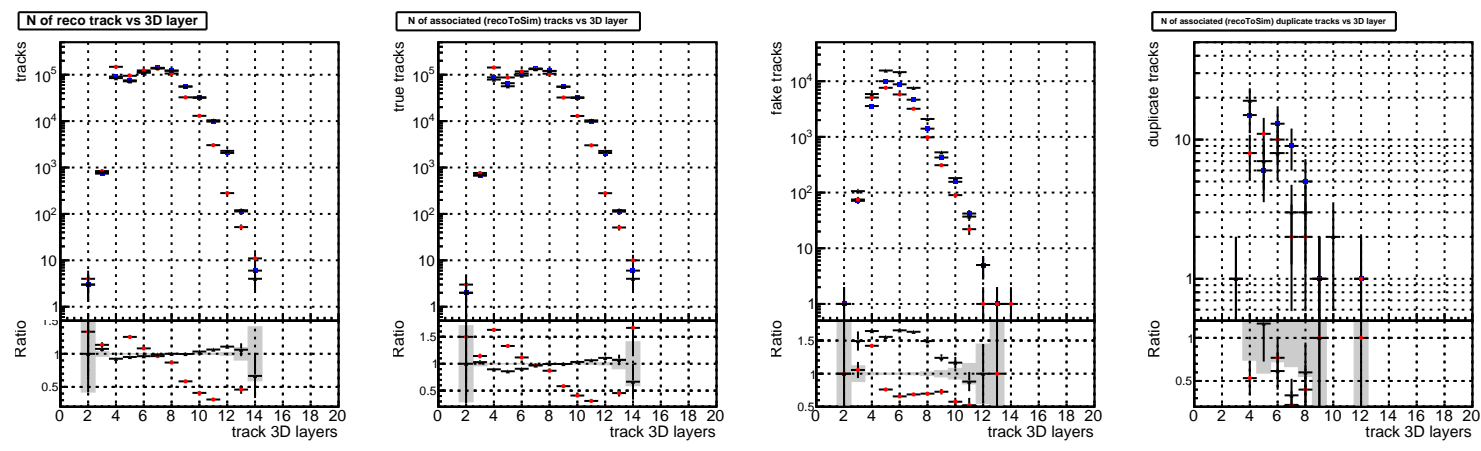 N of reco track vs 3D layer
tracks
10^5
10^4
10^3
10^2
10
1
Ratio
1.5
1
0.5
0 2 4 6 8 10 12 14 16 18 20
track 3D layers
N of associated (recoToSim) tracks vs 3D layer
true tracks
10^5
10^4
10^3
10^2
10
1
Ratio
1.5
1
0.5
0 2 4 6 8 10 12 14 16 18 20
track 3D layers
fake tracks
10^4
10^3
10^2
10
1
Ratio
1.5
1
0.5
0 2 4 6 8 10 12 14 16 18 20
track 3D layers
N of associated (recoToSim) duplicate tracks vs 3D layer
duplicate tracks
10
1
Ratio
1
0.5
0 2 4 6 8 10 12 14 16 18 20
track 3D layers